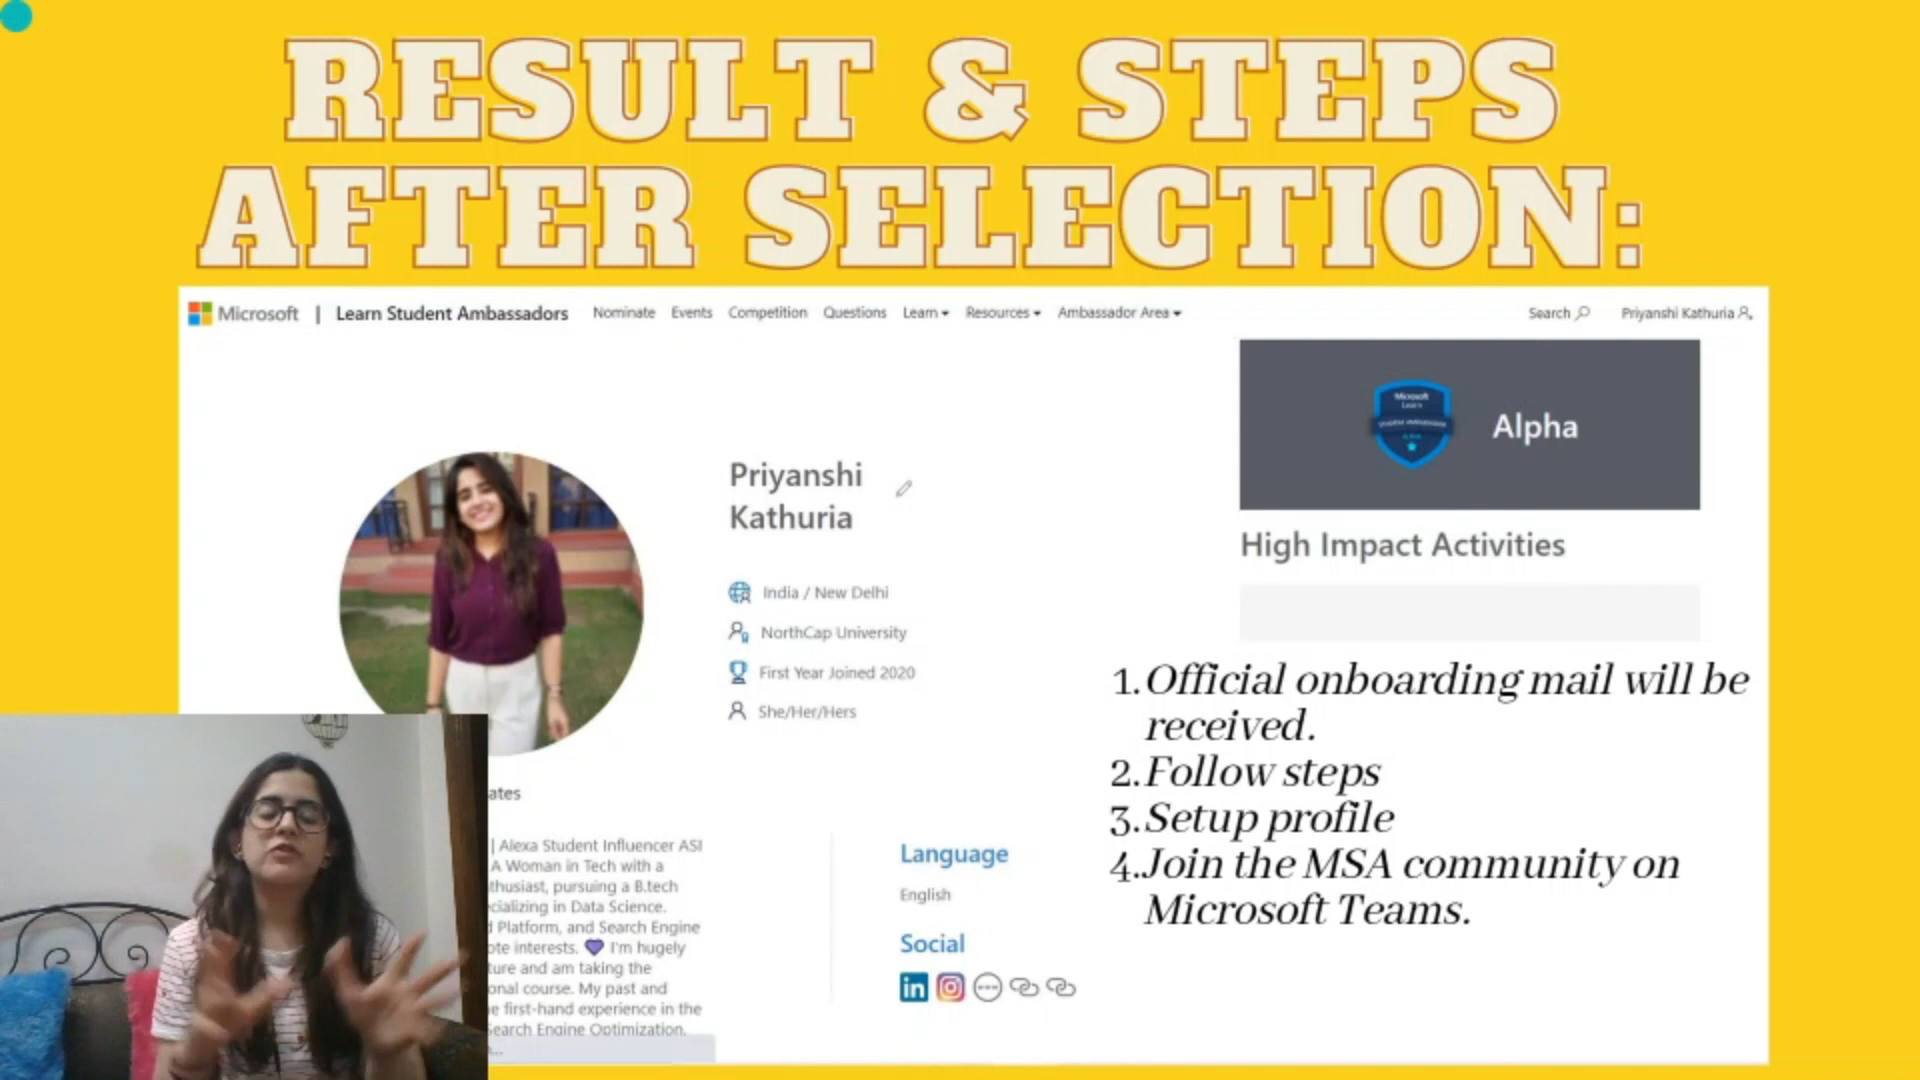 RESULT & STEPS
AFTER SELECTION:
Microsoft | Learn Student Ambassadors Nominate Events Competition Questions Learn Resources Ambassador Area Search Priyanshi Kathuria
Alpha
Priyanshi
Kathuria
India / New Delhi
NorthCap University
First Year Joined 2020
She/Her/Hers
High Impact Activities
1. Official onboarding mail will be
received.
2. Follow steps
3. Setup profile
4. Join the MSA community on
Microsoft Teams.
ates
| Alexa Student Influencer ASI
A Woman in Tech with a
thusiast, pursuing a B.tech
cializing in Data Science.
d Platform, and Search Engine
ote interests. 💜 I'm hugely
ture and am taking the
onal course. My past and
e first-hand experience in the
Search Engine Optimization.
...
Language
English
Social
in